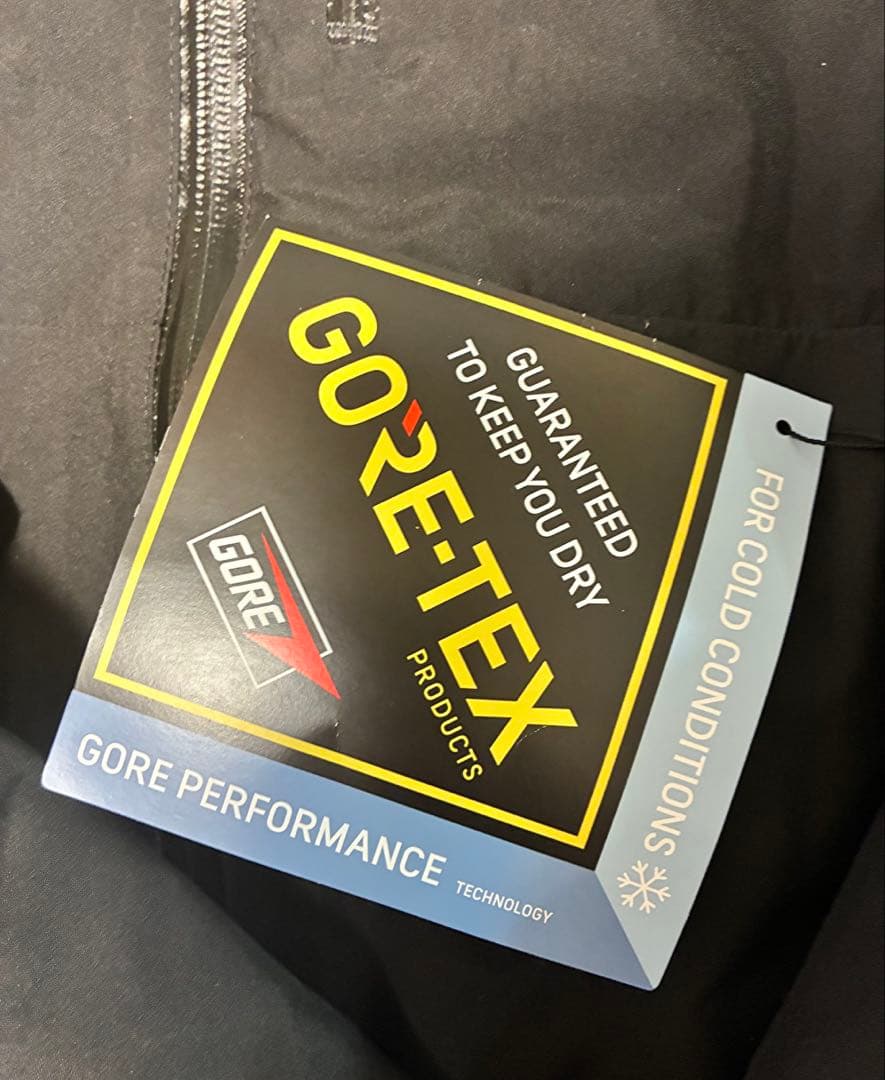 GUARANTEED
TO KEEP YOU DRY
GORE-TEX
PRODUCTS
GORE
GORE PERFORMANCE TECHNOLOGY
FOR COLD CONDITIONS